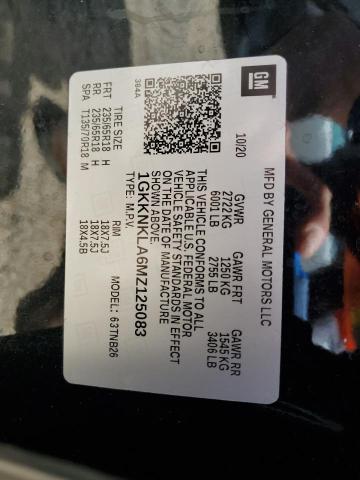 GM
MFD BY GENERAL MOTORS LLC
10/20 GVWR GAWR FRT GAWR RR
2722 KG 1250 KG 1545 KG
6001 LB 2755 LB 3406 LB
THIS VEHICLE CONFORMS TO ALL
APPLICABLE U.S. FEDERAL MOTOR
VEHICLE SAFETY STANDARDS IN EFFECT
ON THE DATE OF MANUFACTURE
SHOWN ABOVE.
1GKKNKLA6MZ125083
TYPE: M.P.V.
384A MODEL: 63TNB26
TIRE SIZE RIM
FRT 235/65R18 H 18X7.5J
RR 235/65R18 H 18X7.5J
SPA T135/70R18 M 18X4.5B